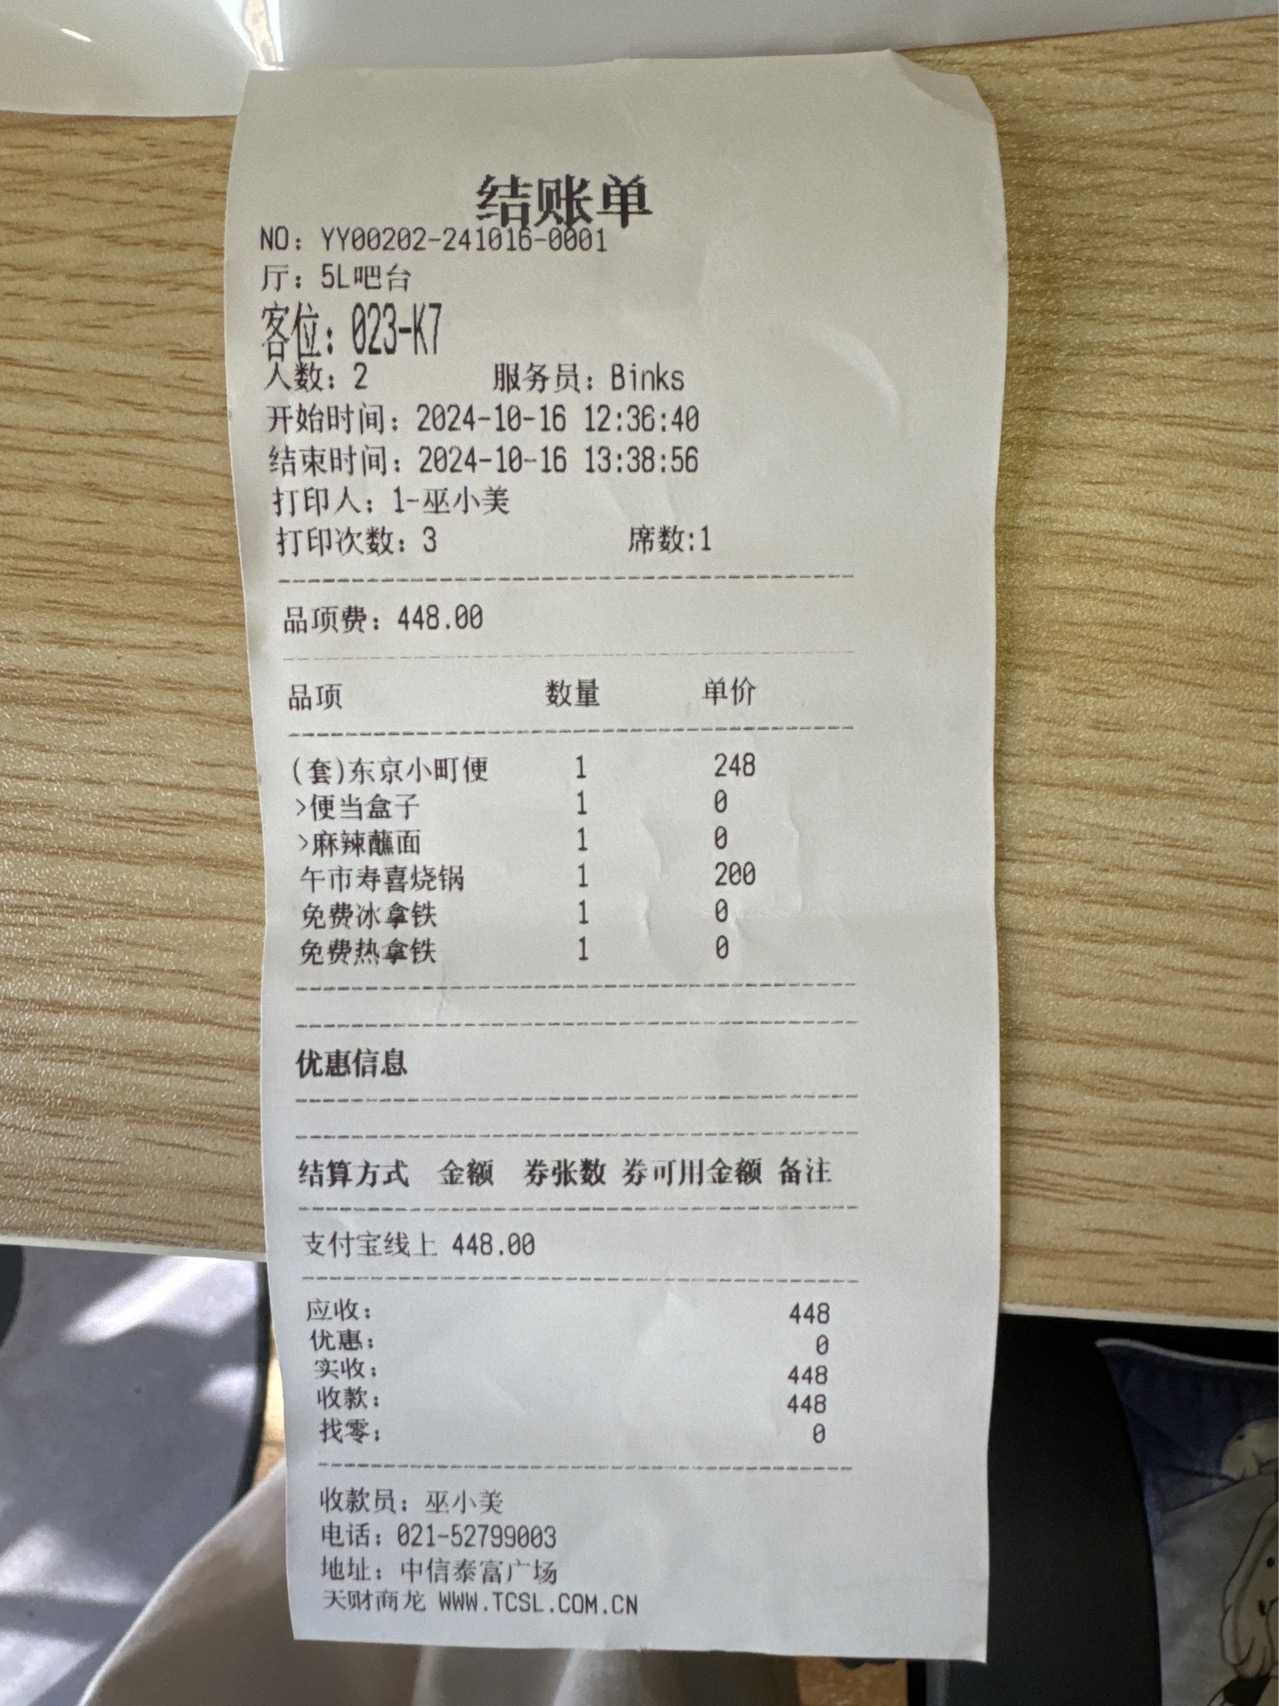 结账单
NO: YY00202-241016-0001
厅: 5L吧台
客位: 023-K7
人数: 2 服务员: Binks
开始时间: 2024-10-16 12:36:40
结束时间: 2024-10-16 13:38:56
打印人: 1-巫小美
打印次数: 3 席数:1
品项费: 448.00
品项 数量 单价
(套)东京小町便 1 248
>便当盒子 1 0
>麻辣蘸面 1 0
午市寿喜烧锅 1 200
免费冰拿铁 1 0
免费热拿铁 1 0
优惠信息
结算方式 金额 券张数 券可用金额 备注
支付宝线上 448.00
应收: 448
优惠: 0
实收: 448
收款: 448
找零: 0
收款员: 巫小美
电话: 021-52799003
地址: 中信泰富广场
天财商龙 WWW.TCSL.COM.CN